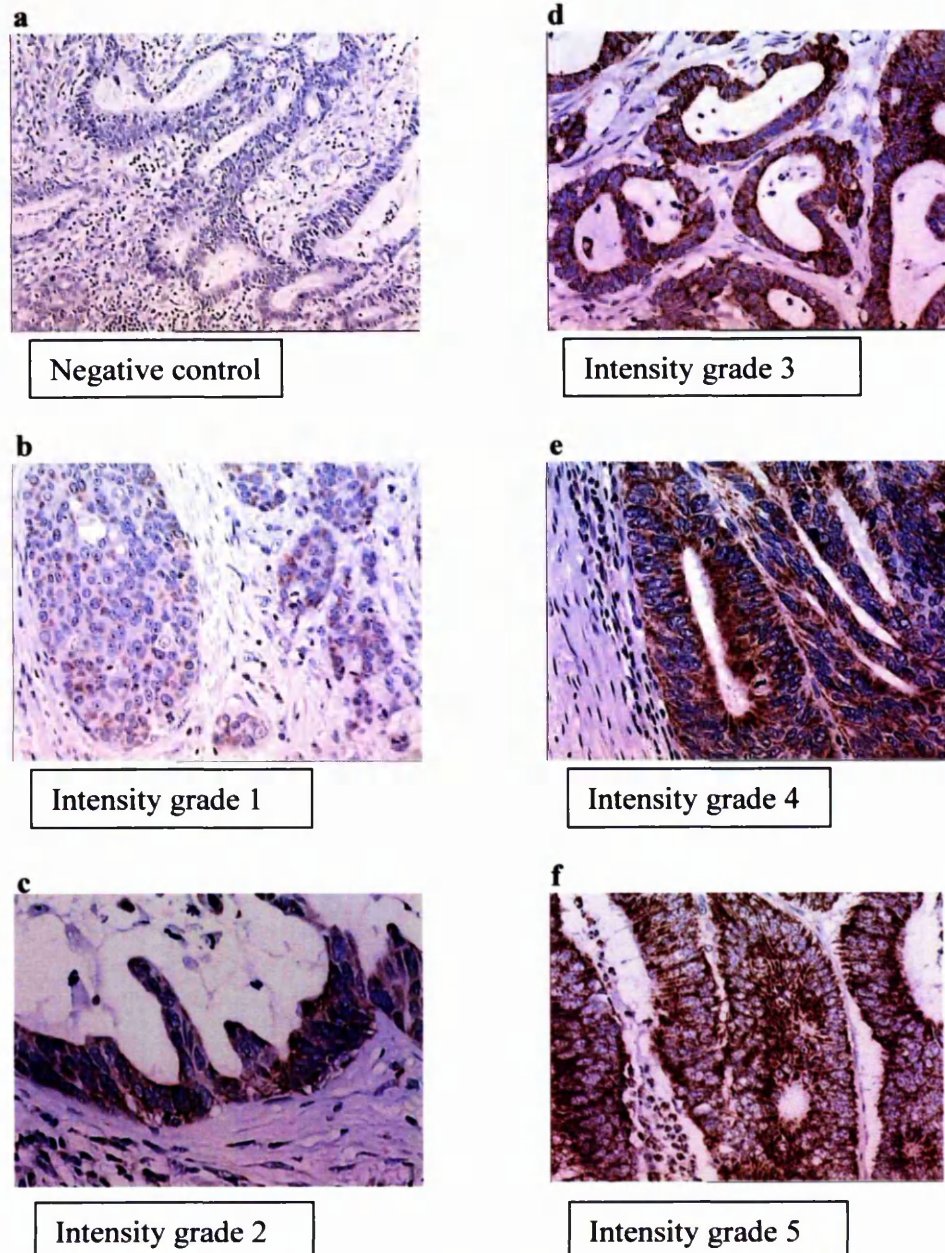 a
Negative control
b
Intensity grade 1
c
Intensity grade 2
d
Intensity grade 3
e
Intensity grade 4
f
Intensity grade 5